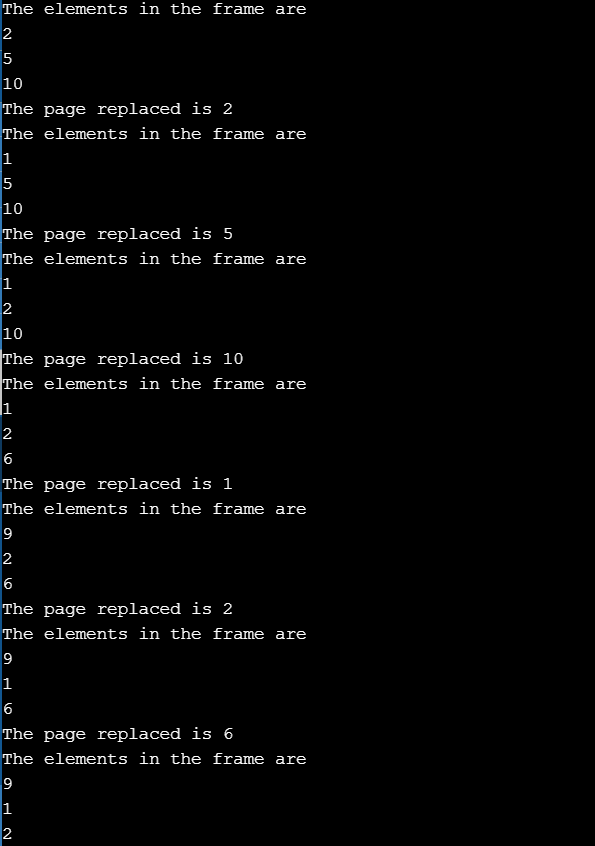 The elements in the frame are
2
5
10
The page replaced is 2
The elements in the frame are
1
5
10
The page replaced is 5
The elements in the frame are
1
2
10
The page replaced is 10
The elements in the frame are
1
2
6
The page replaced is 1
The elements in the frame are
9
2
6
The page replaced is 2
The elements in the frame are
9
1
6
The page replaced is 6
The elements in the frame are
9
1
2